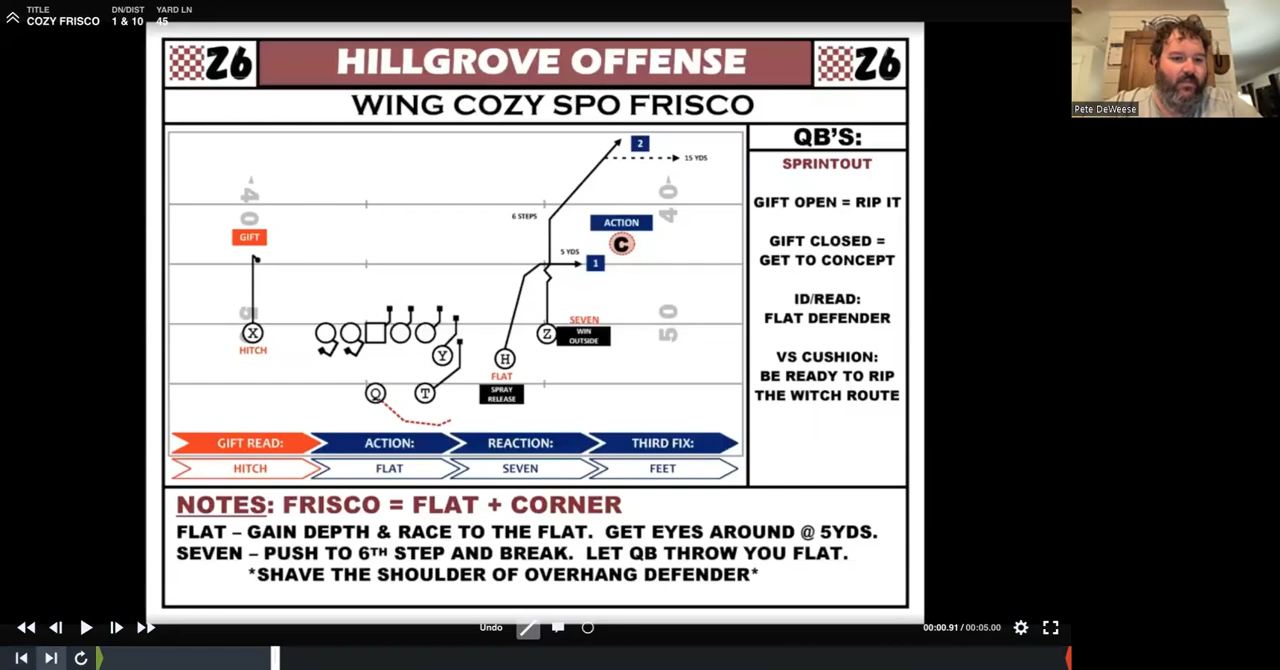 TITLE
COZY FRISCO
DN/DIST
1 & 10
YARD LN
45
26
HILLGROVE OFFENSE
26
WING COZY SPO FRISCO
QB'S:
SPRINTOUT
GIFT OPEN = RIP IT
GIFT CLOSED =
GET TO CONCEPT
ID/READ:
FLAT DEFENDER
VS CUSHION:
BE READY TO RIP
THE WITCH ROUTE
2
15 YDS
40
40
6 STEPS
ACTION
C
GIFT
5 YDS
1
50
X
HITCH
Z
SEVEN
WIN
OUTSIDE
Y
H
FLAT
SPRAY
RELEASE
Q
T
GIFT READ:
ACTION:
REACTION:
THIRD FIX:
HITCH
FLAT
SEVEN
FEET
NOTES: FRISCO = FLAT + CORNER
FLAT – GAIN DEPTH & RACE TO THE FLAT. GET EYES AROUND @ 5YDS.
SEVEN – PUSH TO 6TH STEP AND BREAK. LET QB THROW YOU FLAT.
*SHAVE THE SHOULDER OF OVERHANG DEFENDER*
Undo
00:00.91 / 00:05.00
Pete DeWeese